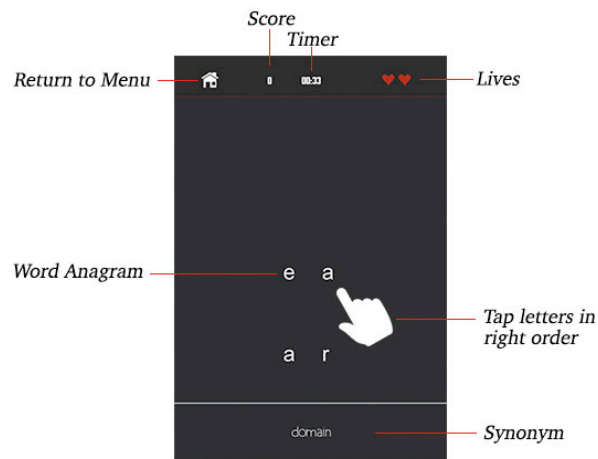 Score
Timer
Return to Menu
0 00:33
Lives
Word Anagram
e a
Tap letters in
right order
a r
domain
Synonym